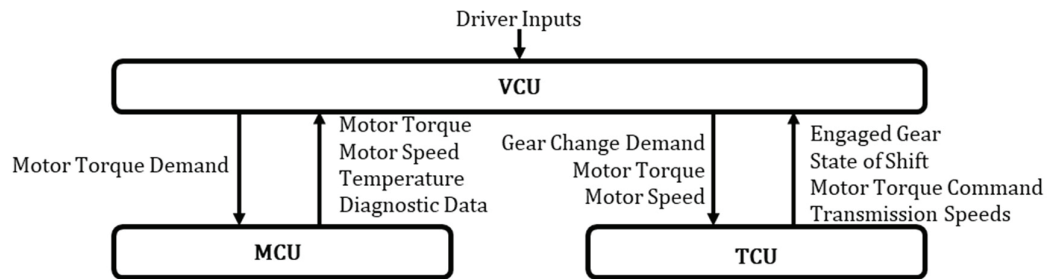 Driver Inputs
VCU
Motor Torque Demand
Motor Torque
Motor Speed
Temperature
Diagnostic Data
Gear Change Demand
Motor Torque
Motor Speed
Engaged Gear
State of Shift
Motor Torque Command
Transmission Speeds
MCU
TCU